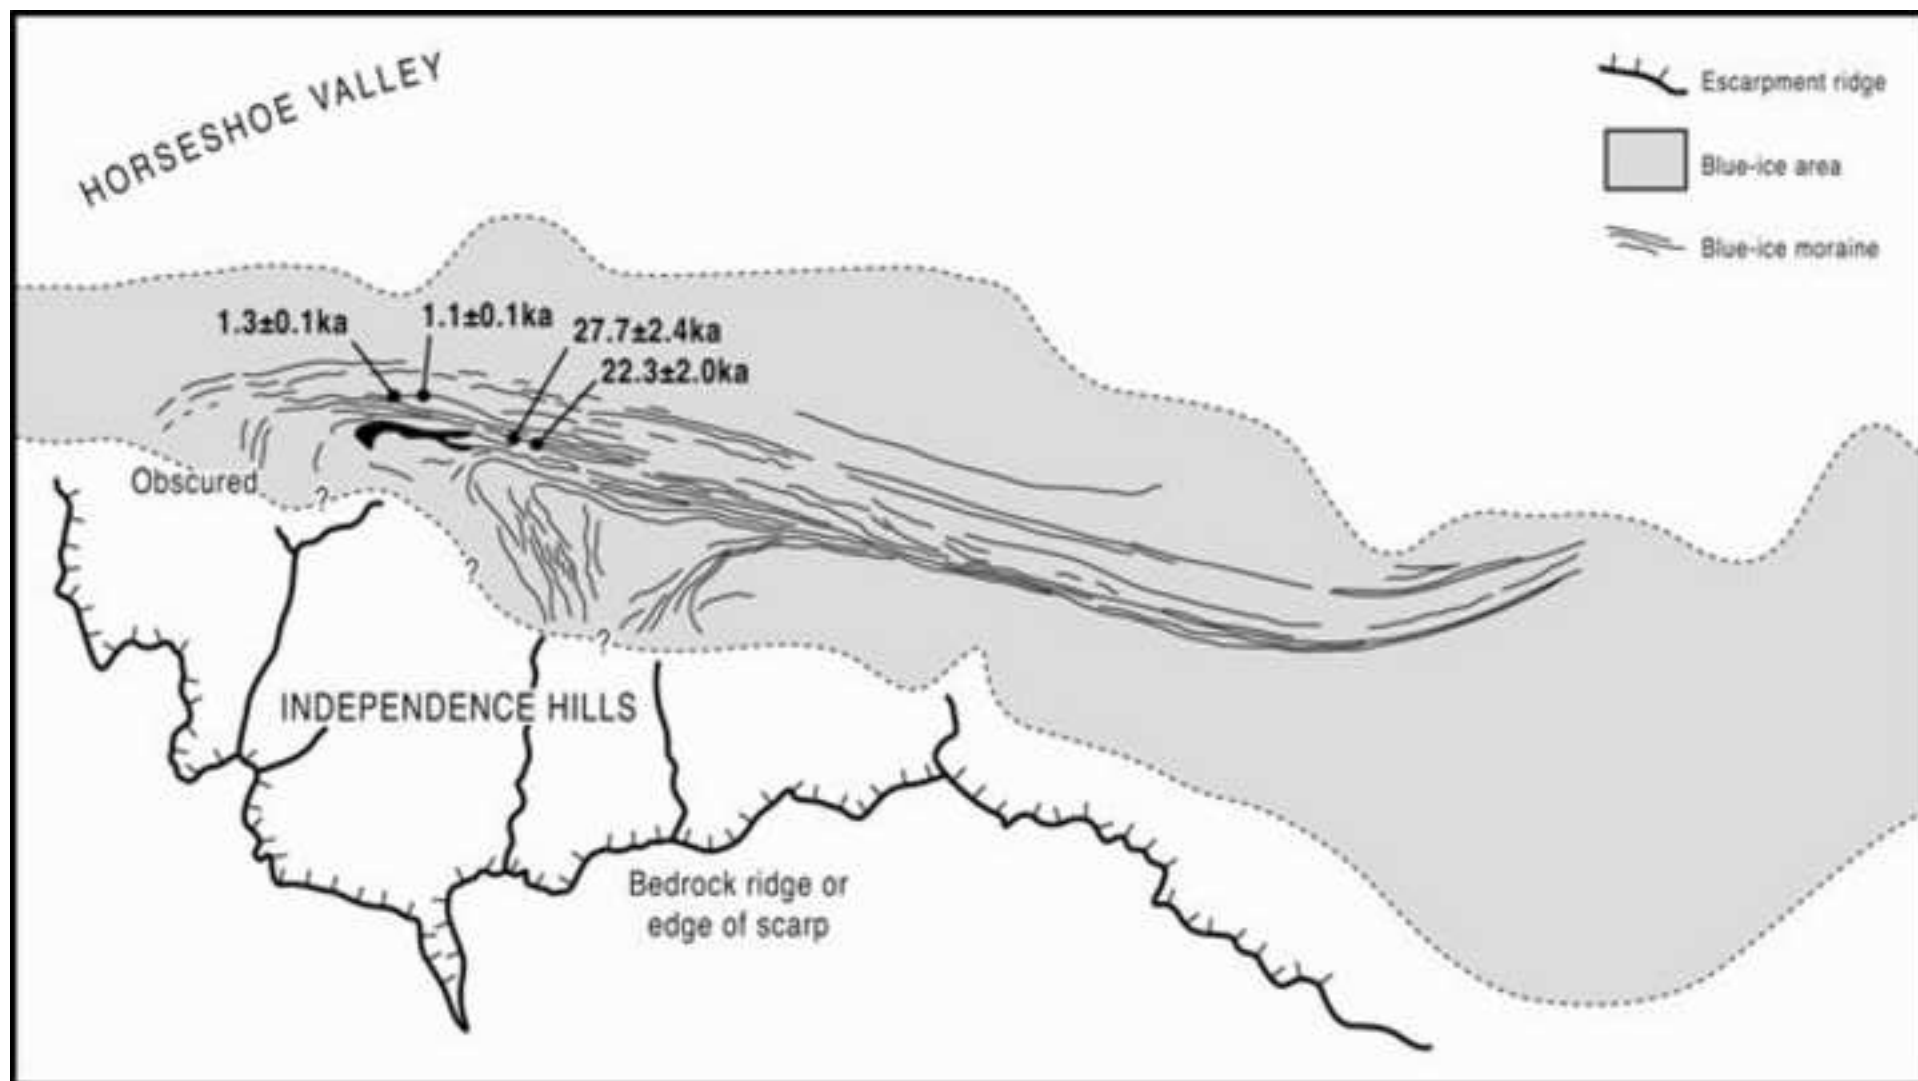 HORSESHOE VALLEY
Escarpment ridge
Blue-ice area
Blue-ice moraine
1.3±0.1ka
1.1±0.1ka
27.7±2.4ka
22.3±2.0ka
Obscured
?
?
?
INDEPENDENCE HILLS
Bedrock ridge or
edge of scarp